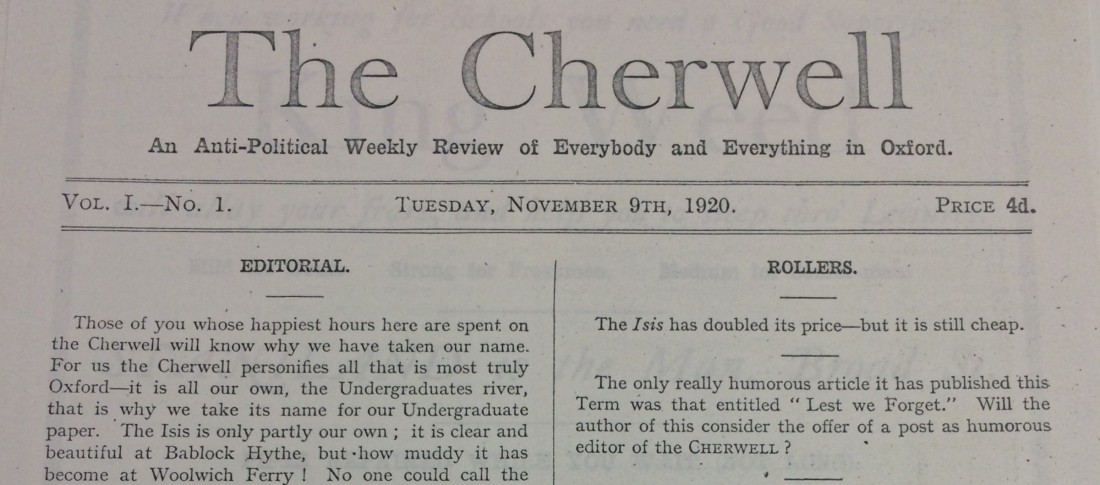 The Cherwell
An Anti-Political Weekly Review of Everybody and Everything in Oxford.
VOL. I.—No. 1.
TUESDAY, NOVEMBER 9TH, 1920.
PRICE 4d.
EDITORIAL.
Those of you whose happiest hours here are spent on
the Cherwell will know why we have taken our name.
For us the Cherwell personifies all that is most truly
Oxford—it is all our own, the Undergraduates river,
that is why we take its name for our Undergraduate
paper. The Isis is only partly our own ; it is clear and
beautiful at Bablock Hythe, but how muddy it has
become at Woolwich Ferry ! No one could call the
ROLLERS.
The Isis has doubled its price—but it is still cheap.
The only really humorous article it has published this
Term was that entitled “ Lest we Forget.” Will the
author of this consider the offer of a post as humorous
editor of the CHERWELL ?